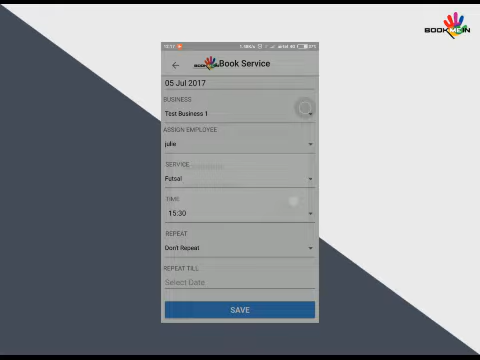 BOOKMEIN
BOOKMEIN Book Service
05 Jul 2017
BUSINESS
Test Business 1
ASSIGN EMPLOYEE
julie
SERVICE
Futsal
TIME
15:30
REPEAT
Don't Repeat
REPEAT TILL
Select Date
SAVE